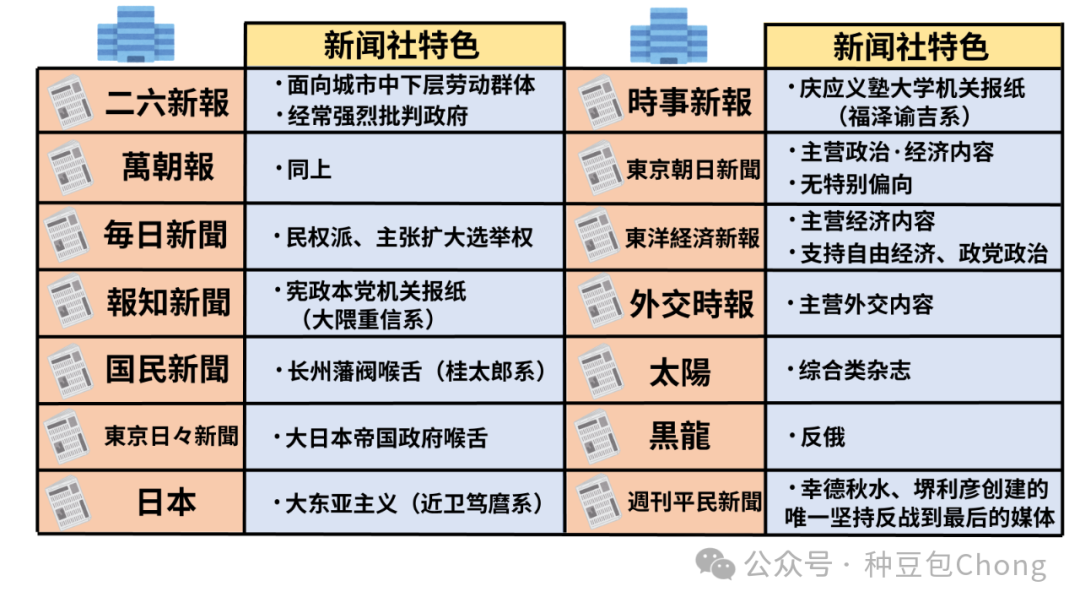 新闻社特色
二六新報
·面向城市中下层劳动群体
·经常强烈批判政府
萬朝報
·同上
毎日新聞
·民权派、主张扩大选举权
報知新聞
·宪政本党机关报纸
（大隈重信系）
国民新聞
·长州藩阀喉舌（桂太郎系）
東京日々新聞
·大日本帝国政府喉舌
日本
·大东亚主义（近卫笃麿系）
新闻社特色
時事新報
·庆应义塾大学机关报纸
（福泽谕吉系）
東京朝日新聞
·主营政治·经济内容
·无特别偏向
東洋経済新報
·主营经济内容
·支持自由经济、政党政治
外交時報
·主营外交内容
太陽
·综合类杂志
黒龍
·反俄
週刊平民新聞
·幸德秋水、堺利彦创建的
唯一坚持反战到最后的媒体
公众号·种豆包Chong